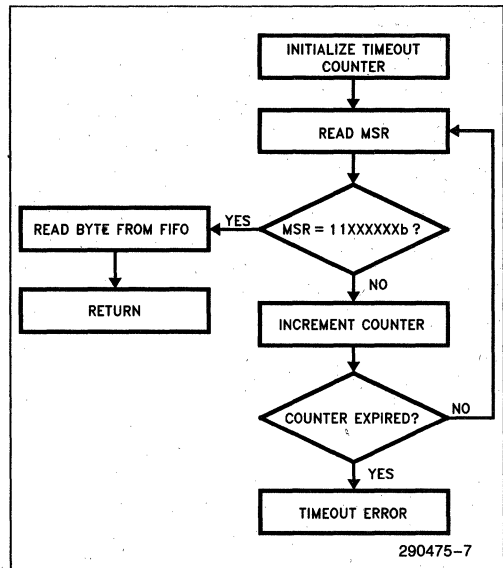 INITIALIZE TIMEOUT
COUNTER
READ MSR
MSR = 11XXXXXXb ?
YES
READ BYTE FROM FIFO
RETURN
NO
INCREMENT COUNTER
COUNTER EXPIRED?
NO
YES
TIMEOUT ERROR
290475-7